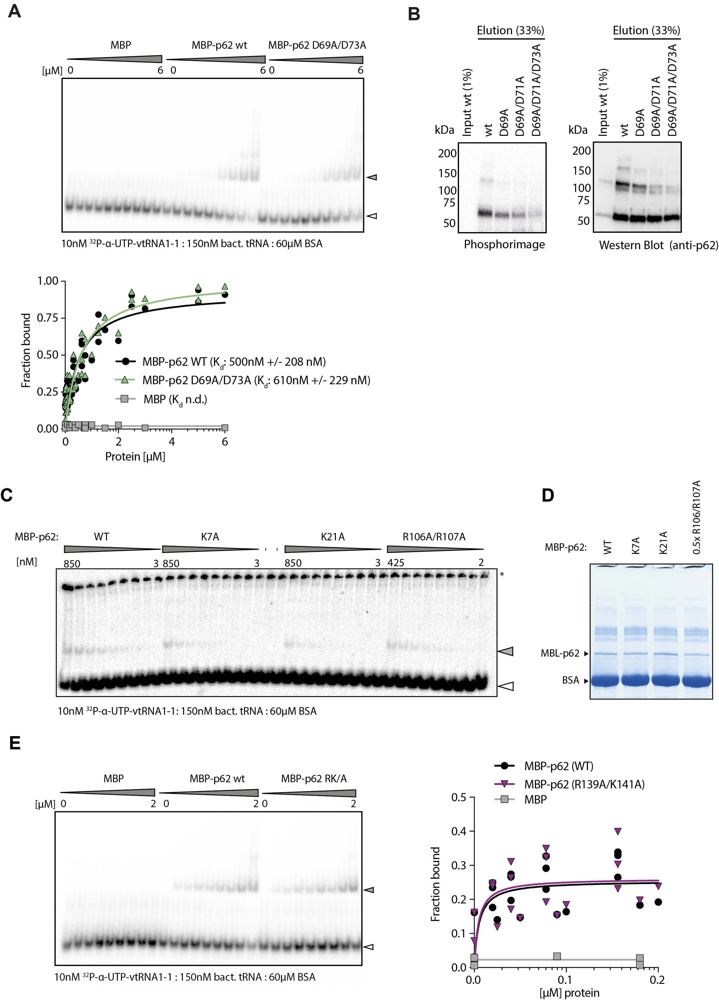 A
MBP MBP-p62 wt MBP-p62 D69A/D73A
[µM] 0 6 0 6 0 6
10nM ³²P-α-UTP-vtRNA1-1 : 150nM bact. tRNA : 60µM BSA
1.00
0.75
0.50
0.25
0.00
Fraction bound
MBP-p62 WT (Kd: 500nM +/- 208 nM)
MBP-p62 D69A/D73A (Kd: 610nM +/- 229 nM)
MBP (Kd n.d.)
0 2 4 6
Protein [µM]
B
Elution (33%)
kDa
Input wt (1%)
wt
D69A
D69A/D71A
D69A/D71A/D73A
200
150
100
75
50
Phosphorimage
Elution (33%)
kDa
Input wt (1%)
wt
D69A
D69A/D71A
D69A/D71A/D73A
200
150
100
75
50
Western Blot (anti-p62)
C
MBP-p62: WT K7A K21A R106A/R107A
[nM] 850 3 850 3 850 3 425 2
*
10nM ³²P-α-UTP-vtRNA1-1 : 150nM bact. tRNA : 60µM BSA
D
MBP-p62:
WT
K7A
K21A
0.5x R106/R107A
MBL-p62
BSA
E
MBP MBP-p62 wt MBP-p62 RK/A
[µM] 0 2 0 2 0 2
10nM ³²P-α-UTP-vtRNA1-1 : 150nM bact. tRNA : 60µM BSA
MBP-p62 (WT)
MBP-p62 (R139A/K141A)
MBP
0.5
0.4
0.3
0.2
0.1
0.0
Fraction bound
0.0 0.1 0.2
[µM] protein